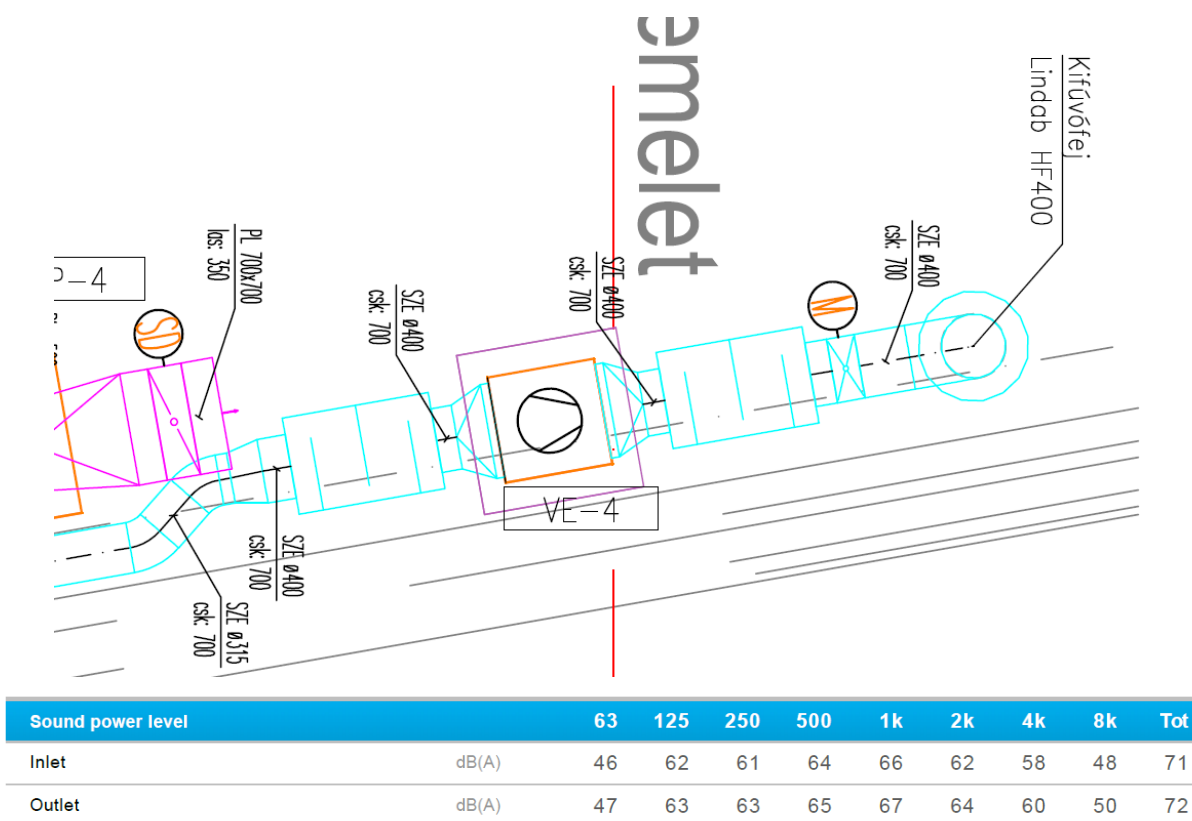 emelet
Kifúvófej
Lindab HF400
PL 700x700
350
P-4
SZE ø400
csk: 700
SZE ø400
csk: 700
SZE ø400
csk: 700
SD
M
VE-4
SZE ø400
csk: 700
SZE ø315
csk: 700
Sound power level 63 125 250 500 1k 2k 4k 8k Tot
Inlet dB(A) 46 62 61 64 66 62 58 48 71
Outlet dB(A) 47 63 63 65 67 64 60 50 72